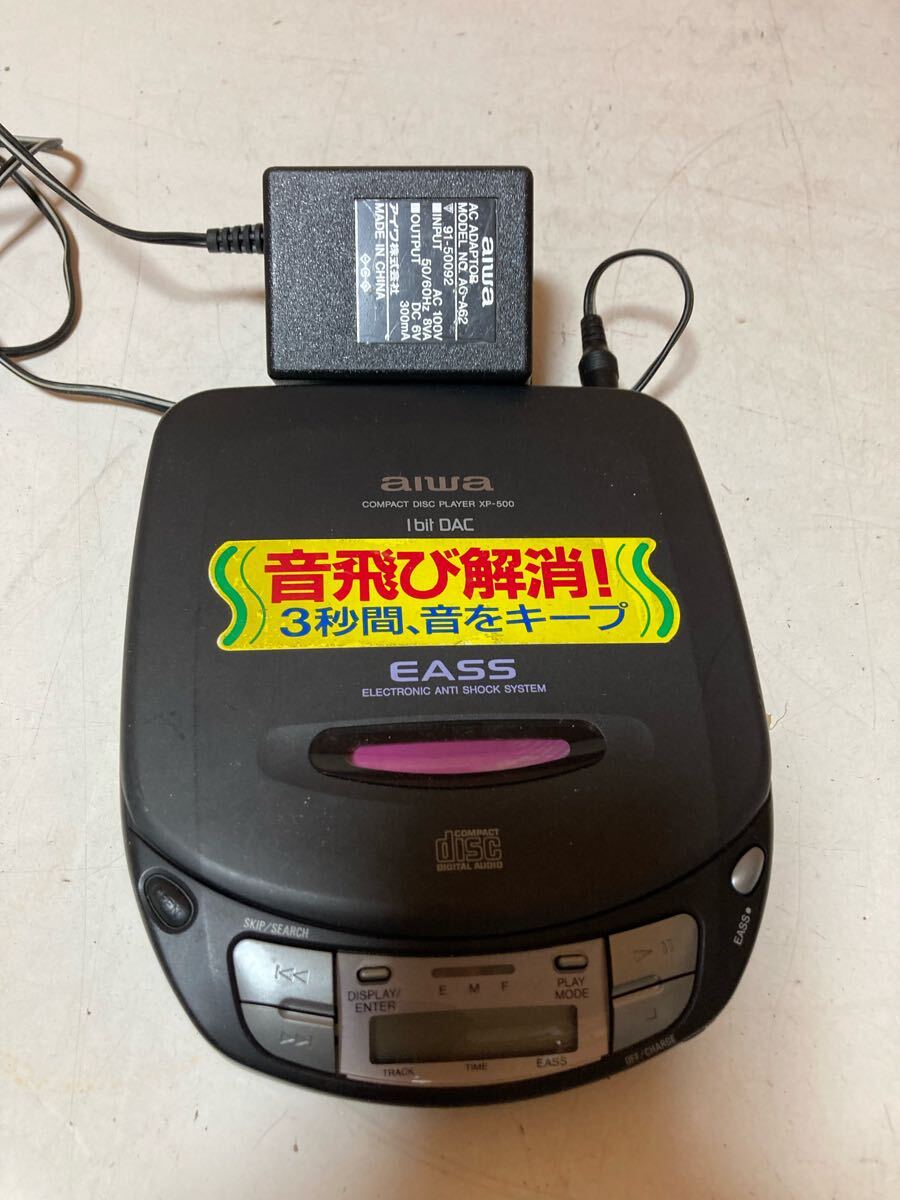 aiwa
AC ADAPTOR
MODEL NO. AC-A62
91-50092
■INPUT AC 100V
50/60Hz 8VA
■OUTPUT DC 6V
300mA
アイワ株式会社
MADE IN CHINA
aiwa
COMPACT DISC PLAYER XP-500
1 bit DAC
音飛び解消!
3秒間、音をキープ
EASS
ELECTRONIC ANTI SHOCK SYSTEM
COMPACT
disc
DIGITAL AUDIO
SKIP/SEARCH
EASS
DISPLAY/
ENTER
E M F
PLAY
MODE
OFF/CHARGE
TRACK TIME EASS